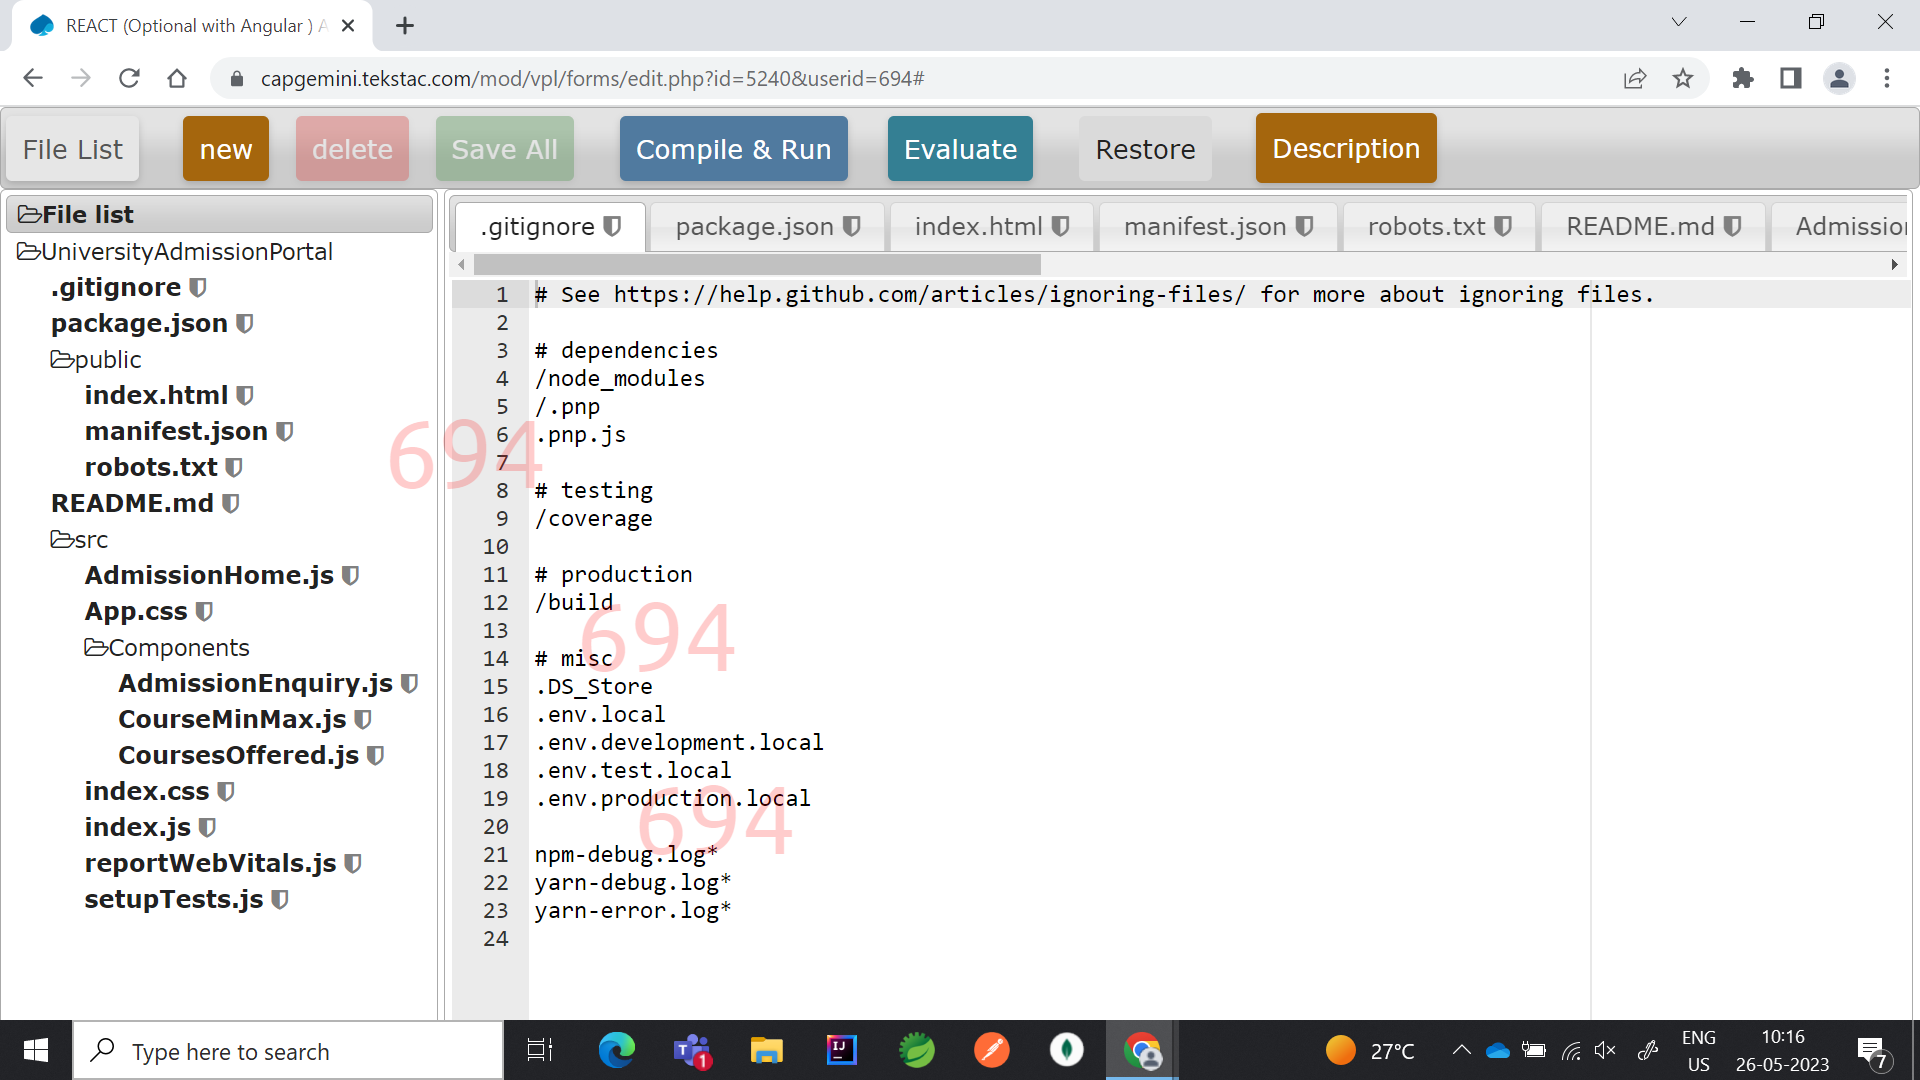 REACT (Optional with Angular ) A
capgemini.tekstac.com/mod/vpl/forms/edit.php?id=5240&userid=694#
File List new delete Save All Compile & Run Evaluate Restore Description
File list
UniversityAdmissionPortal
.gitignore
package.json
public
index.html
manifest.json
robots.txt
README.md
src
AdmissionHome.js
App.css
Components
AdmissionEnquiry.js
CourseMinMax.js
CoursesOffered.js
index.css
index.js
reportWebVitals.js
setupTests.js
.gitignore package.json index.html manifest.json robots.txt README.md Admission
1 # See https://help.github.com/articles/ignoring-files/ for more about ignoring files.
2
3 # dependencies
4 /node_modules
5 /.pnp
6 .pnp.js
7
8 # testing
9 /coverage
10
11 # production
12 /build
13
14 # misc
15 .DS_Store
16 .env.local
17 .env.development.local
18 .env.test.local
19 .env.production.local
20
21 npm-debug.log*
22 yarn-debug.log*
23 yarn-error.log*
24
694
694
694
Type here to search
1
27°C
ENG
US
10:16
26-05-2023
7